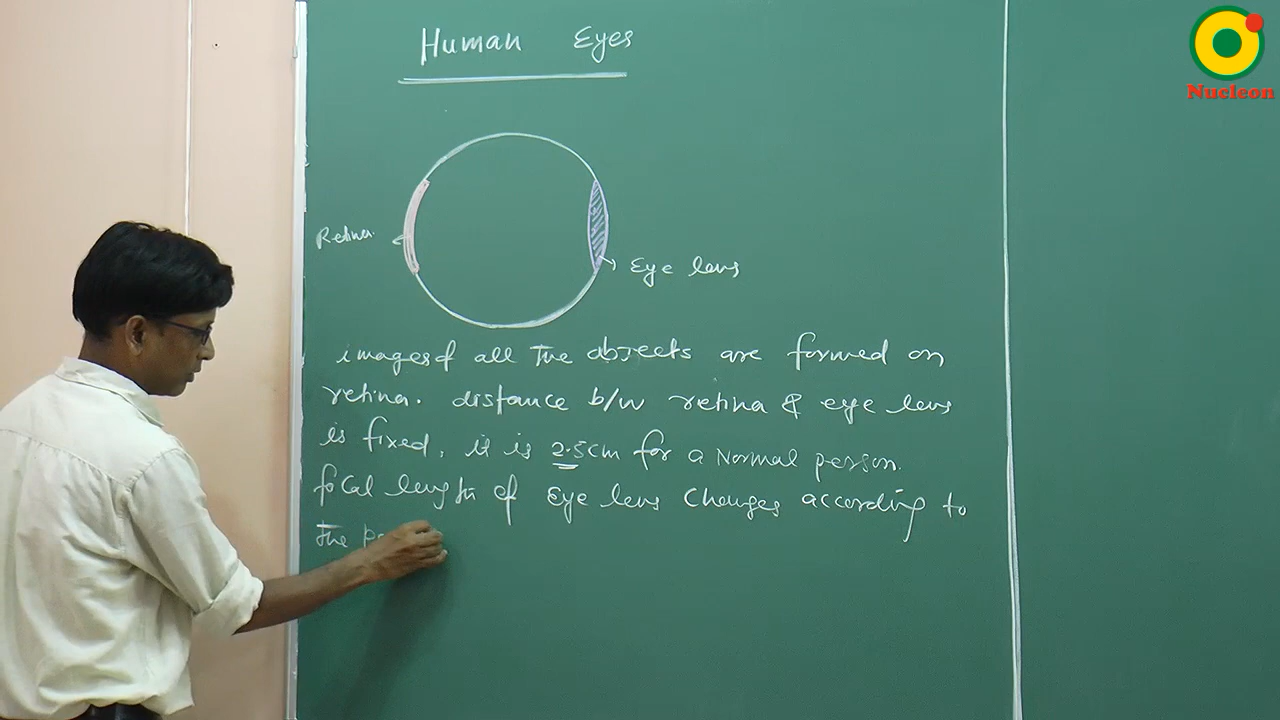 Human Eyes
Retina
Eye lens
images of all the objects are formed on
retina. distance b/w retina & eye lens
is fixed, it is 2.5cm for a Normal person.
focal length of Eye lens changes according to
the
Nucleon